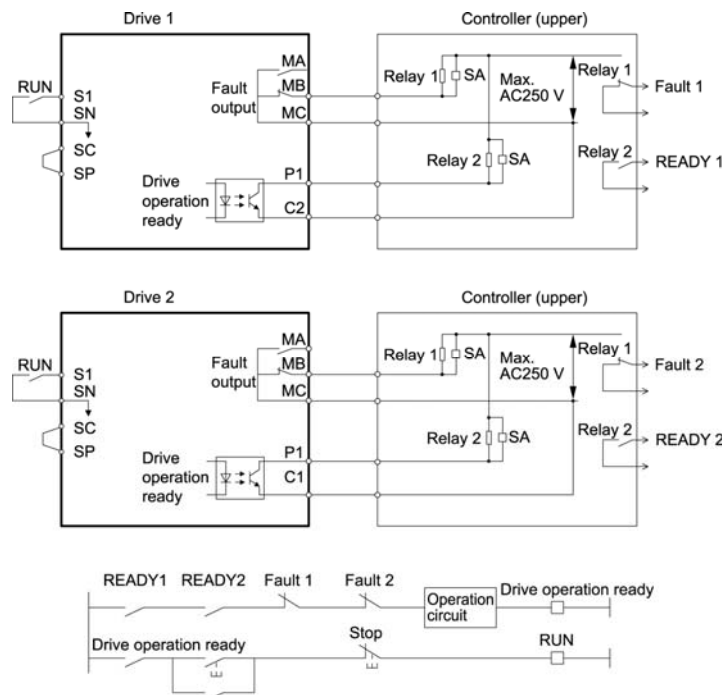 Drive 1
Controller (upper)
MA
Relay 1
SA
Max.
AC250 V
Relay 1
Fault 1
RUN
S1
SN
Fault
output
MB
MC
SC
SP
Relay 2
SA
Relay 2
READY 1
Drive
operation
ready
P1
C2
Drive 2
Controller (upper)
MA
Relay 1
SA
Max.
AC250 V
Relay 1
Fault 2
RUN
S1
SN
Fault
output
MB
MC
SC
SP
Relay 2
SA
Relay 2
READY 2
Drive
operation
ready
P1
C1
READY1
READY2
Fault 1
Fault 2
Operation
circuit
Drive operation ready
Drive operation ready
Stop
RUN